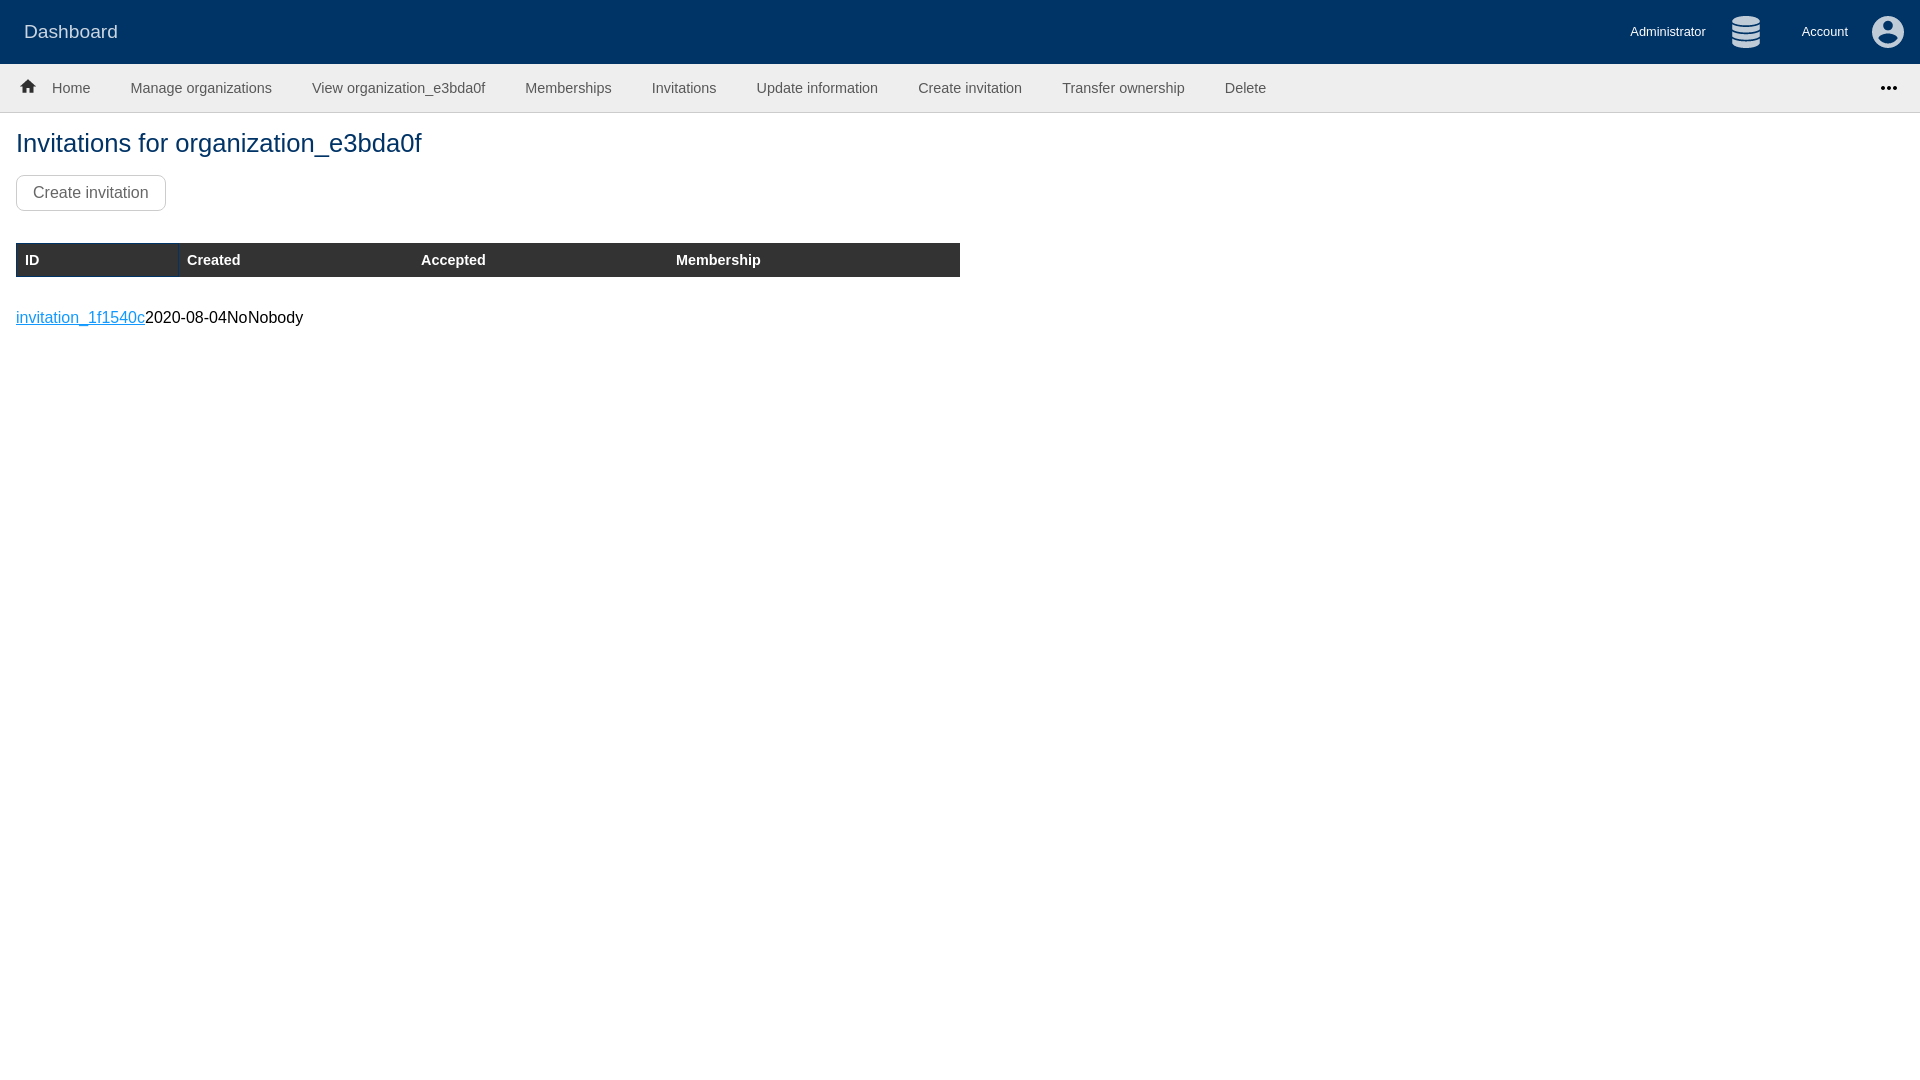 Dashboard
Administrator
Account
Home Manage organizations View organization_e3bda0f Memberships Invitations Update information Create invitation Transfer ownership Delete
Invitations for organization_e3bda0f
Create invitation
ID Created Accepted Membership
invitation_1f1540c2020-08-04NoNobody